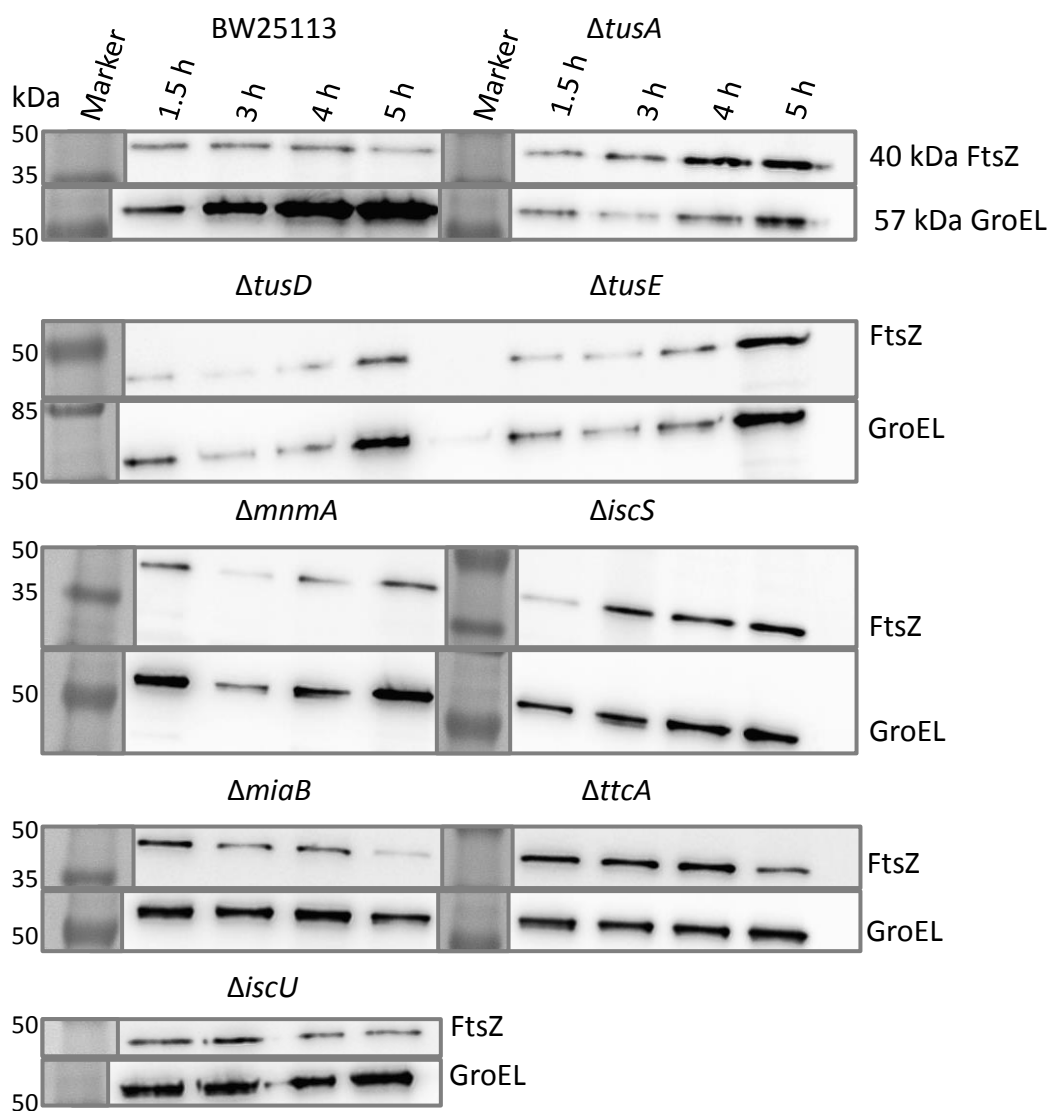 BW25113 ΔtusA
kDa Marker 1.5 h 3 h 4 h 5 h Marker 1.5 h 3 h 4 h 5 h
50
35
40 kDa FtsZ
50
57 kDa GroEL
ΔtusD ΔtusE
50
FtsZ
85
50
GroEL
ΔmnmA ΔiscS
50
35
FtsZ
50
GroEL
ΔmiaB ΔttcA
50
35
FtsZ
50
GroEL
ΔiscU
50
FtsZ
50
GroEL